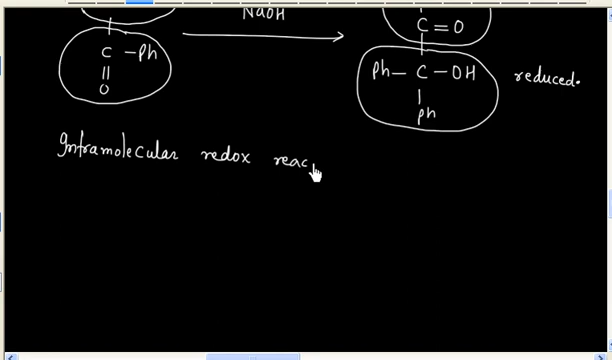 NaOH
C = O
C - Ph
O
Ph - C - OH
reduced.
Ph
Intramolecular redox reac